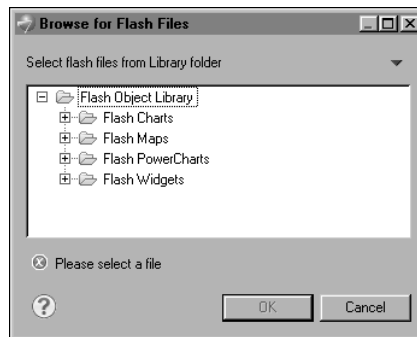 Browse for Flash Files
Select flash files from Library folder
Flash Object Library
Flash Charts
Flash Maps
Flash PowerCharts
Flash Widgets
Please select a file
OK Cancel